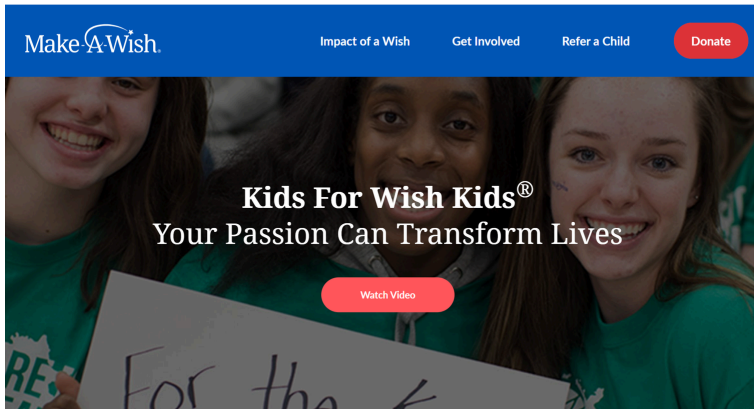 Make-A-Wish®
Impact of a Wish
Get Involved
Refer a Child
Donate
Kids For Wish Kids®
Your Passion Can Transform Lives
Watch Video
For the
RE